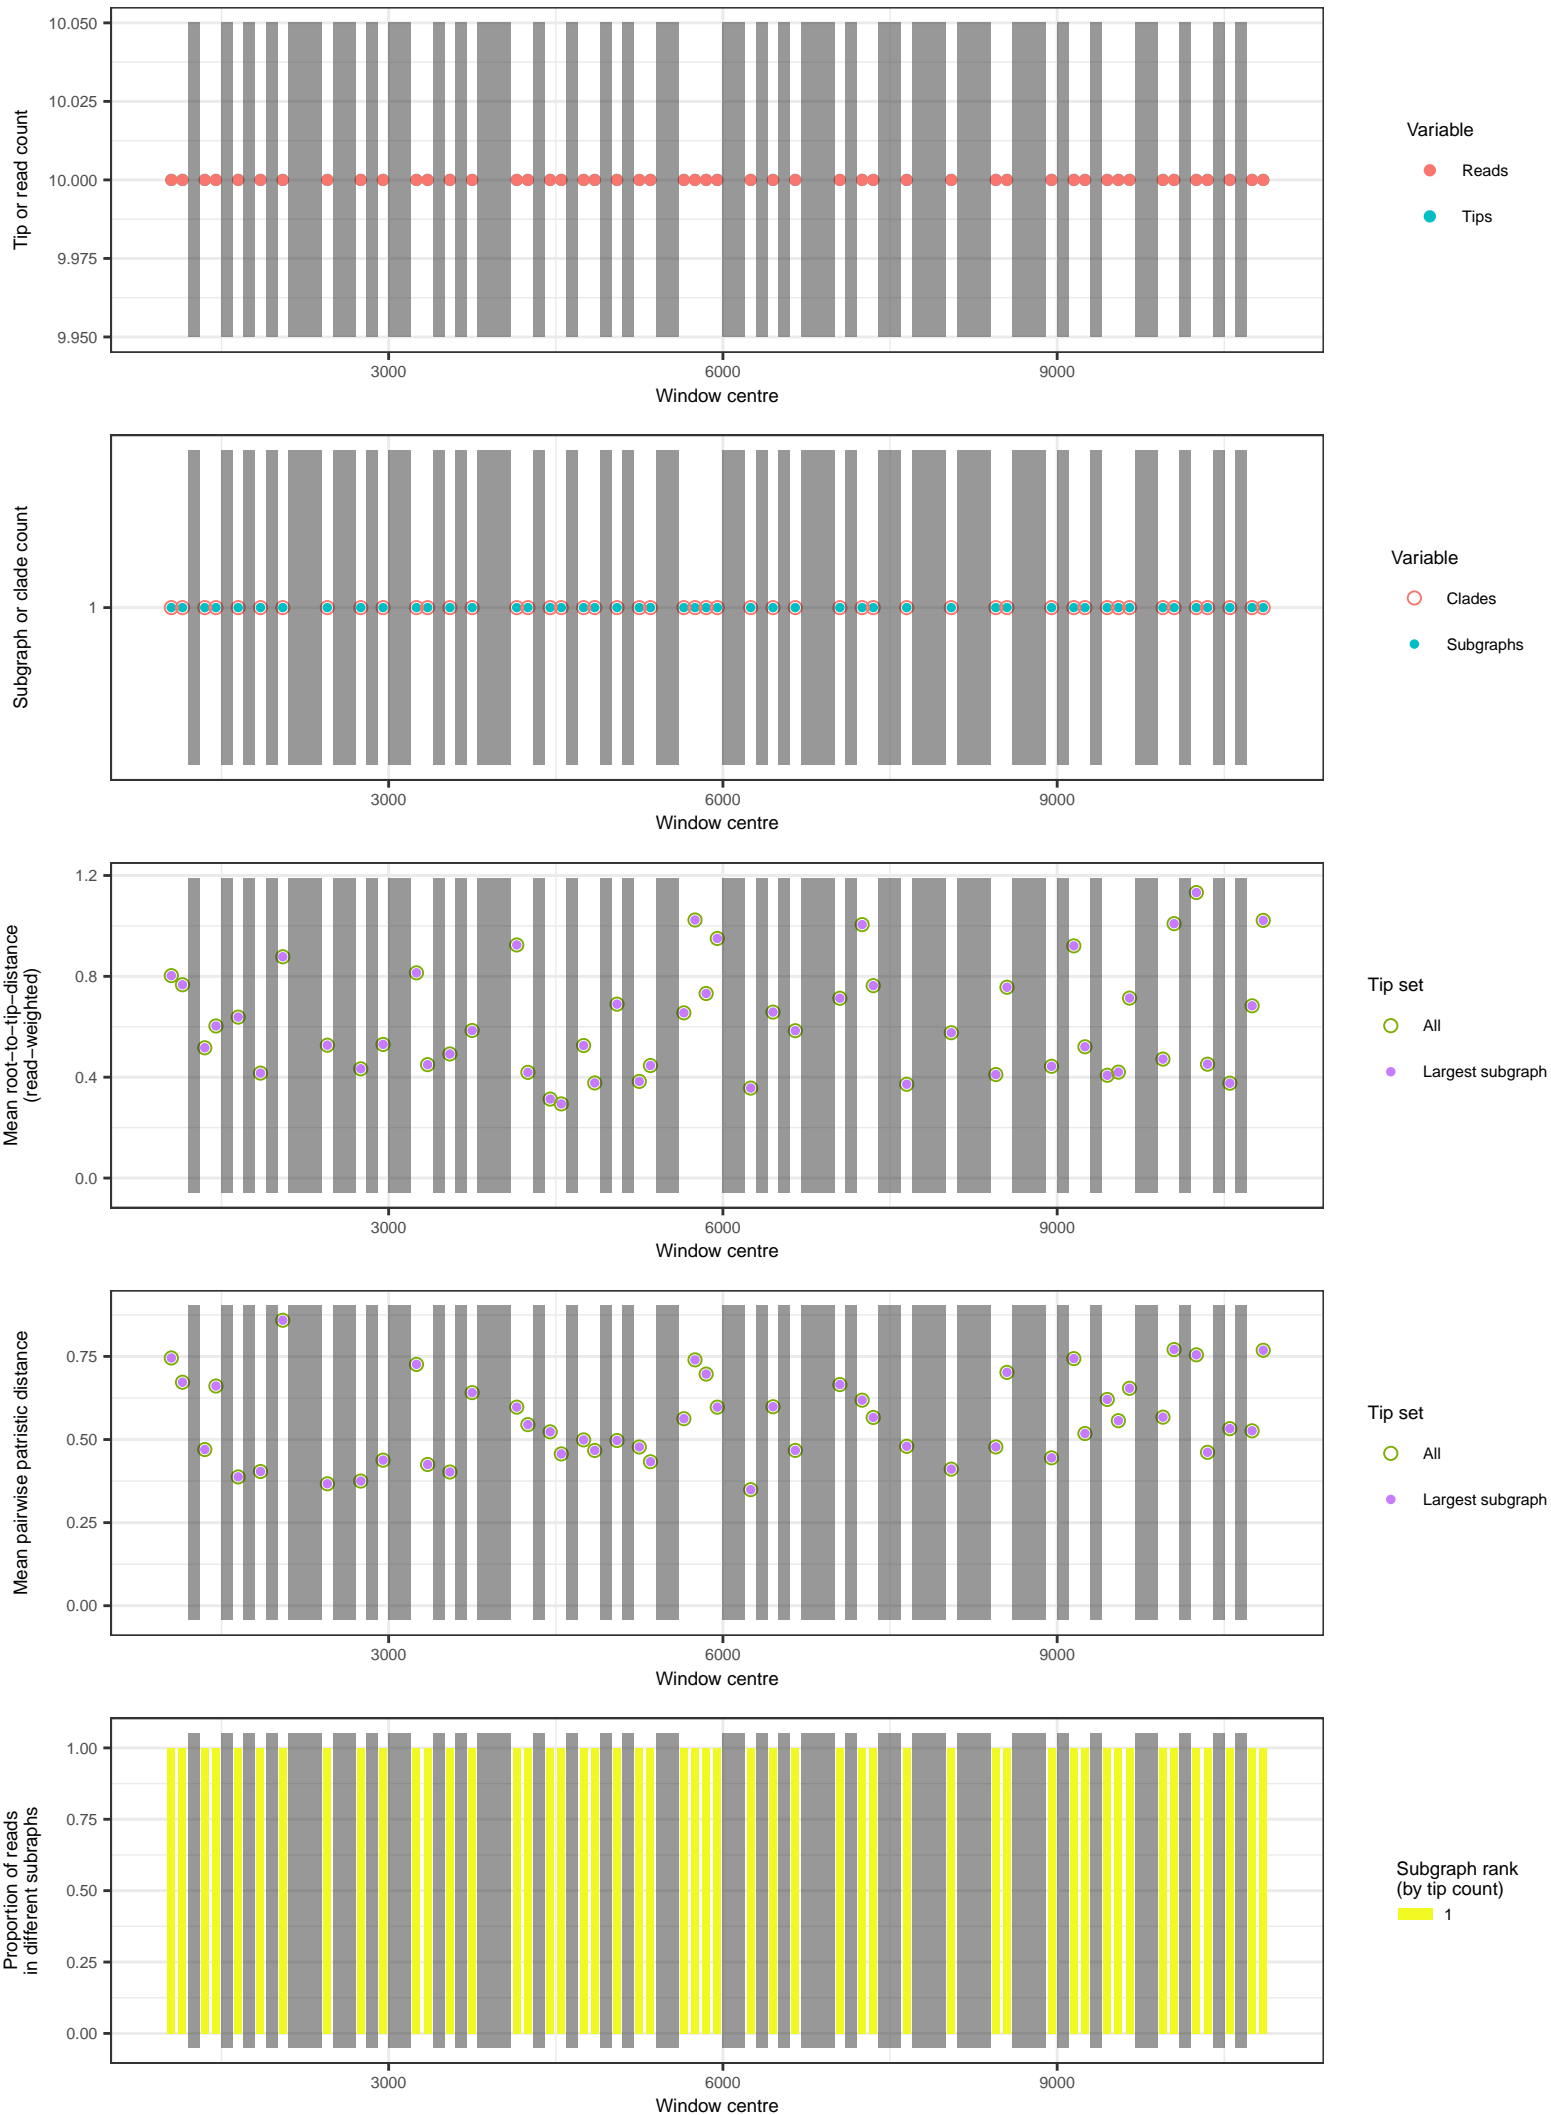 10.050
10.025
10.000
9.975
9.950
Tip or read count
3000
6000
9000
Window centre
Variable
Reads
Tips
1
Subgraph or clade count
3000
6000
9000
Window centre
Variable
Clades
Subgraphs
1.2
0.8
0.4
0.0
Mean root−to−tip−distance
(read−weighted)
3000
6000
9000
Window centre
Tip set
All
Largest subgraph
0.75
0.50
0.25
0.00
Mean pairwise patristic distance
3000
6000
9000
Window centre
Tip set
All
Largest subgraph
1.00
0.75
0.50
0.25
0.00
Proportion of reads
in different subraphs
3000
6000
9000
Window centre
Subgraph rank
(by tip count)
1